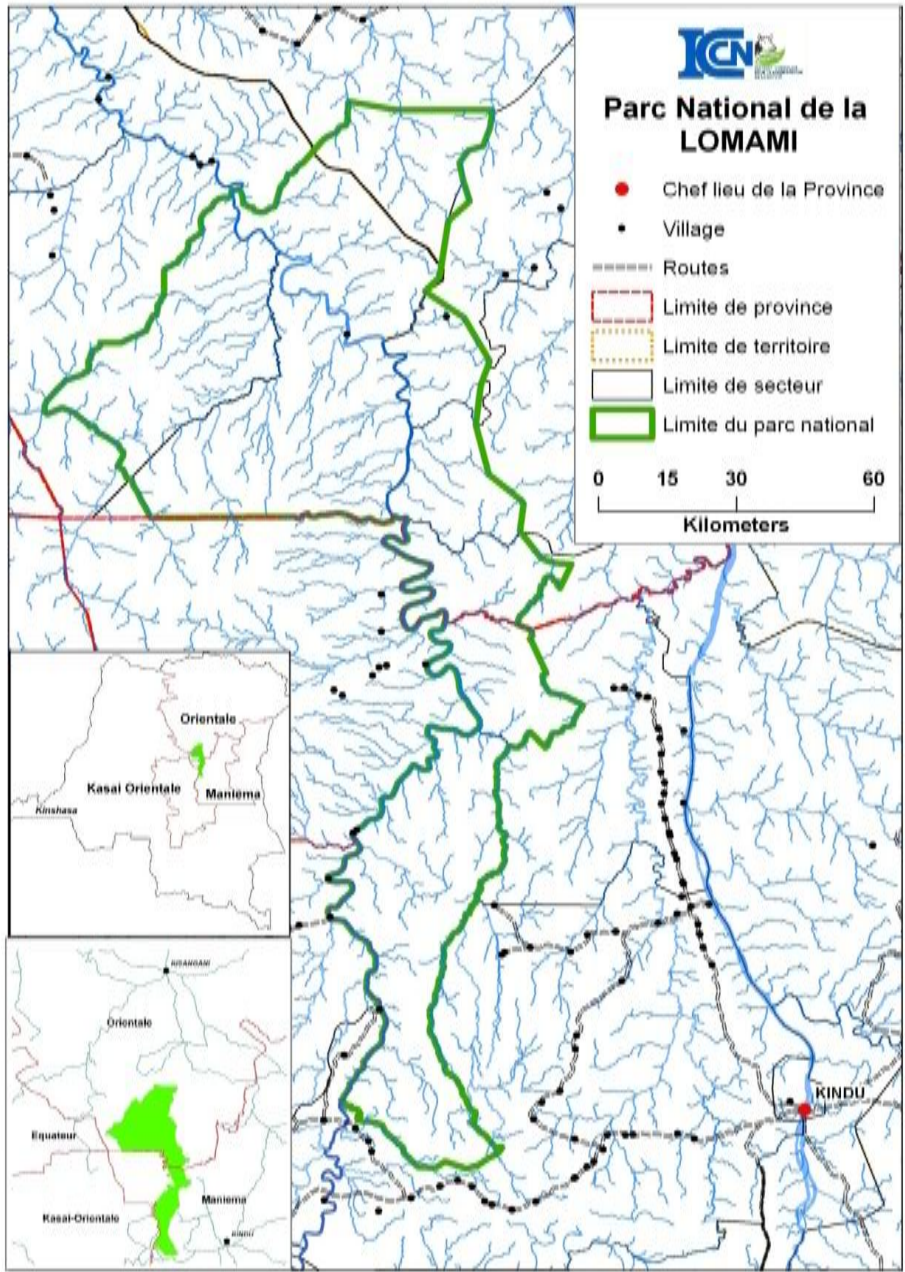 ICCN
Parc National de la
LOMAMI
Chef lieu de la Province
Village
Routes
Limite de province
Limite de territoire
Limite de secteur
Limite du parc national
0 15 30 60
Kilometers
Orientale
Kasai Orientale
Maniema
Kinshasa
KISANGANI
Orientale
Equateur
Maniema
Kasai-Orientale
KINDU
KINDU